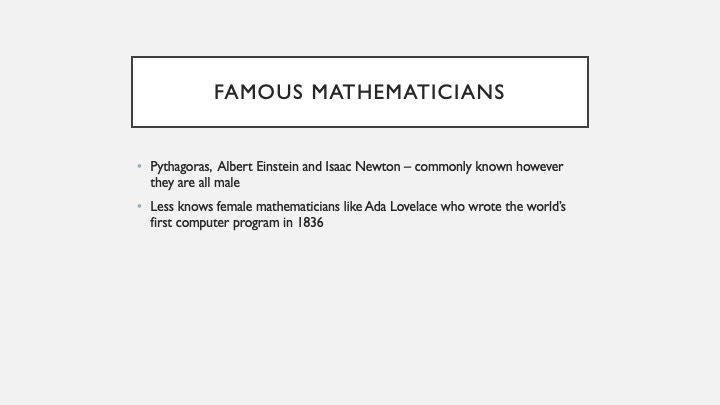 FAMOUS MATHEMATICIANS
• Pythagoras,  Albert Einstein and Isaac Newton – commonly known however
they are all male
• Less knows female mathematicians like Ada Lovelace who wrote the world’s
first computer program in 1836